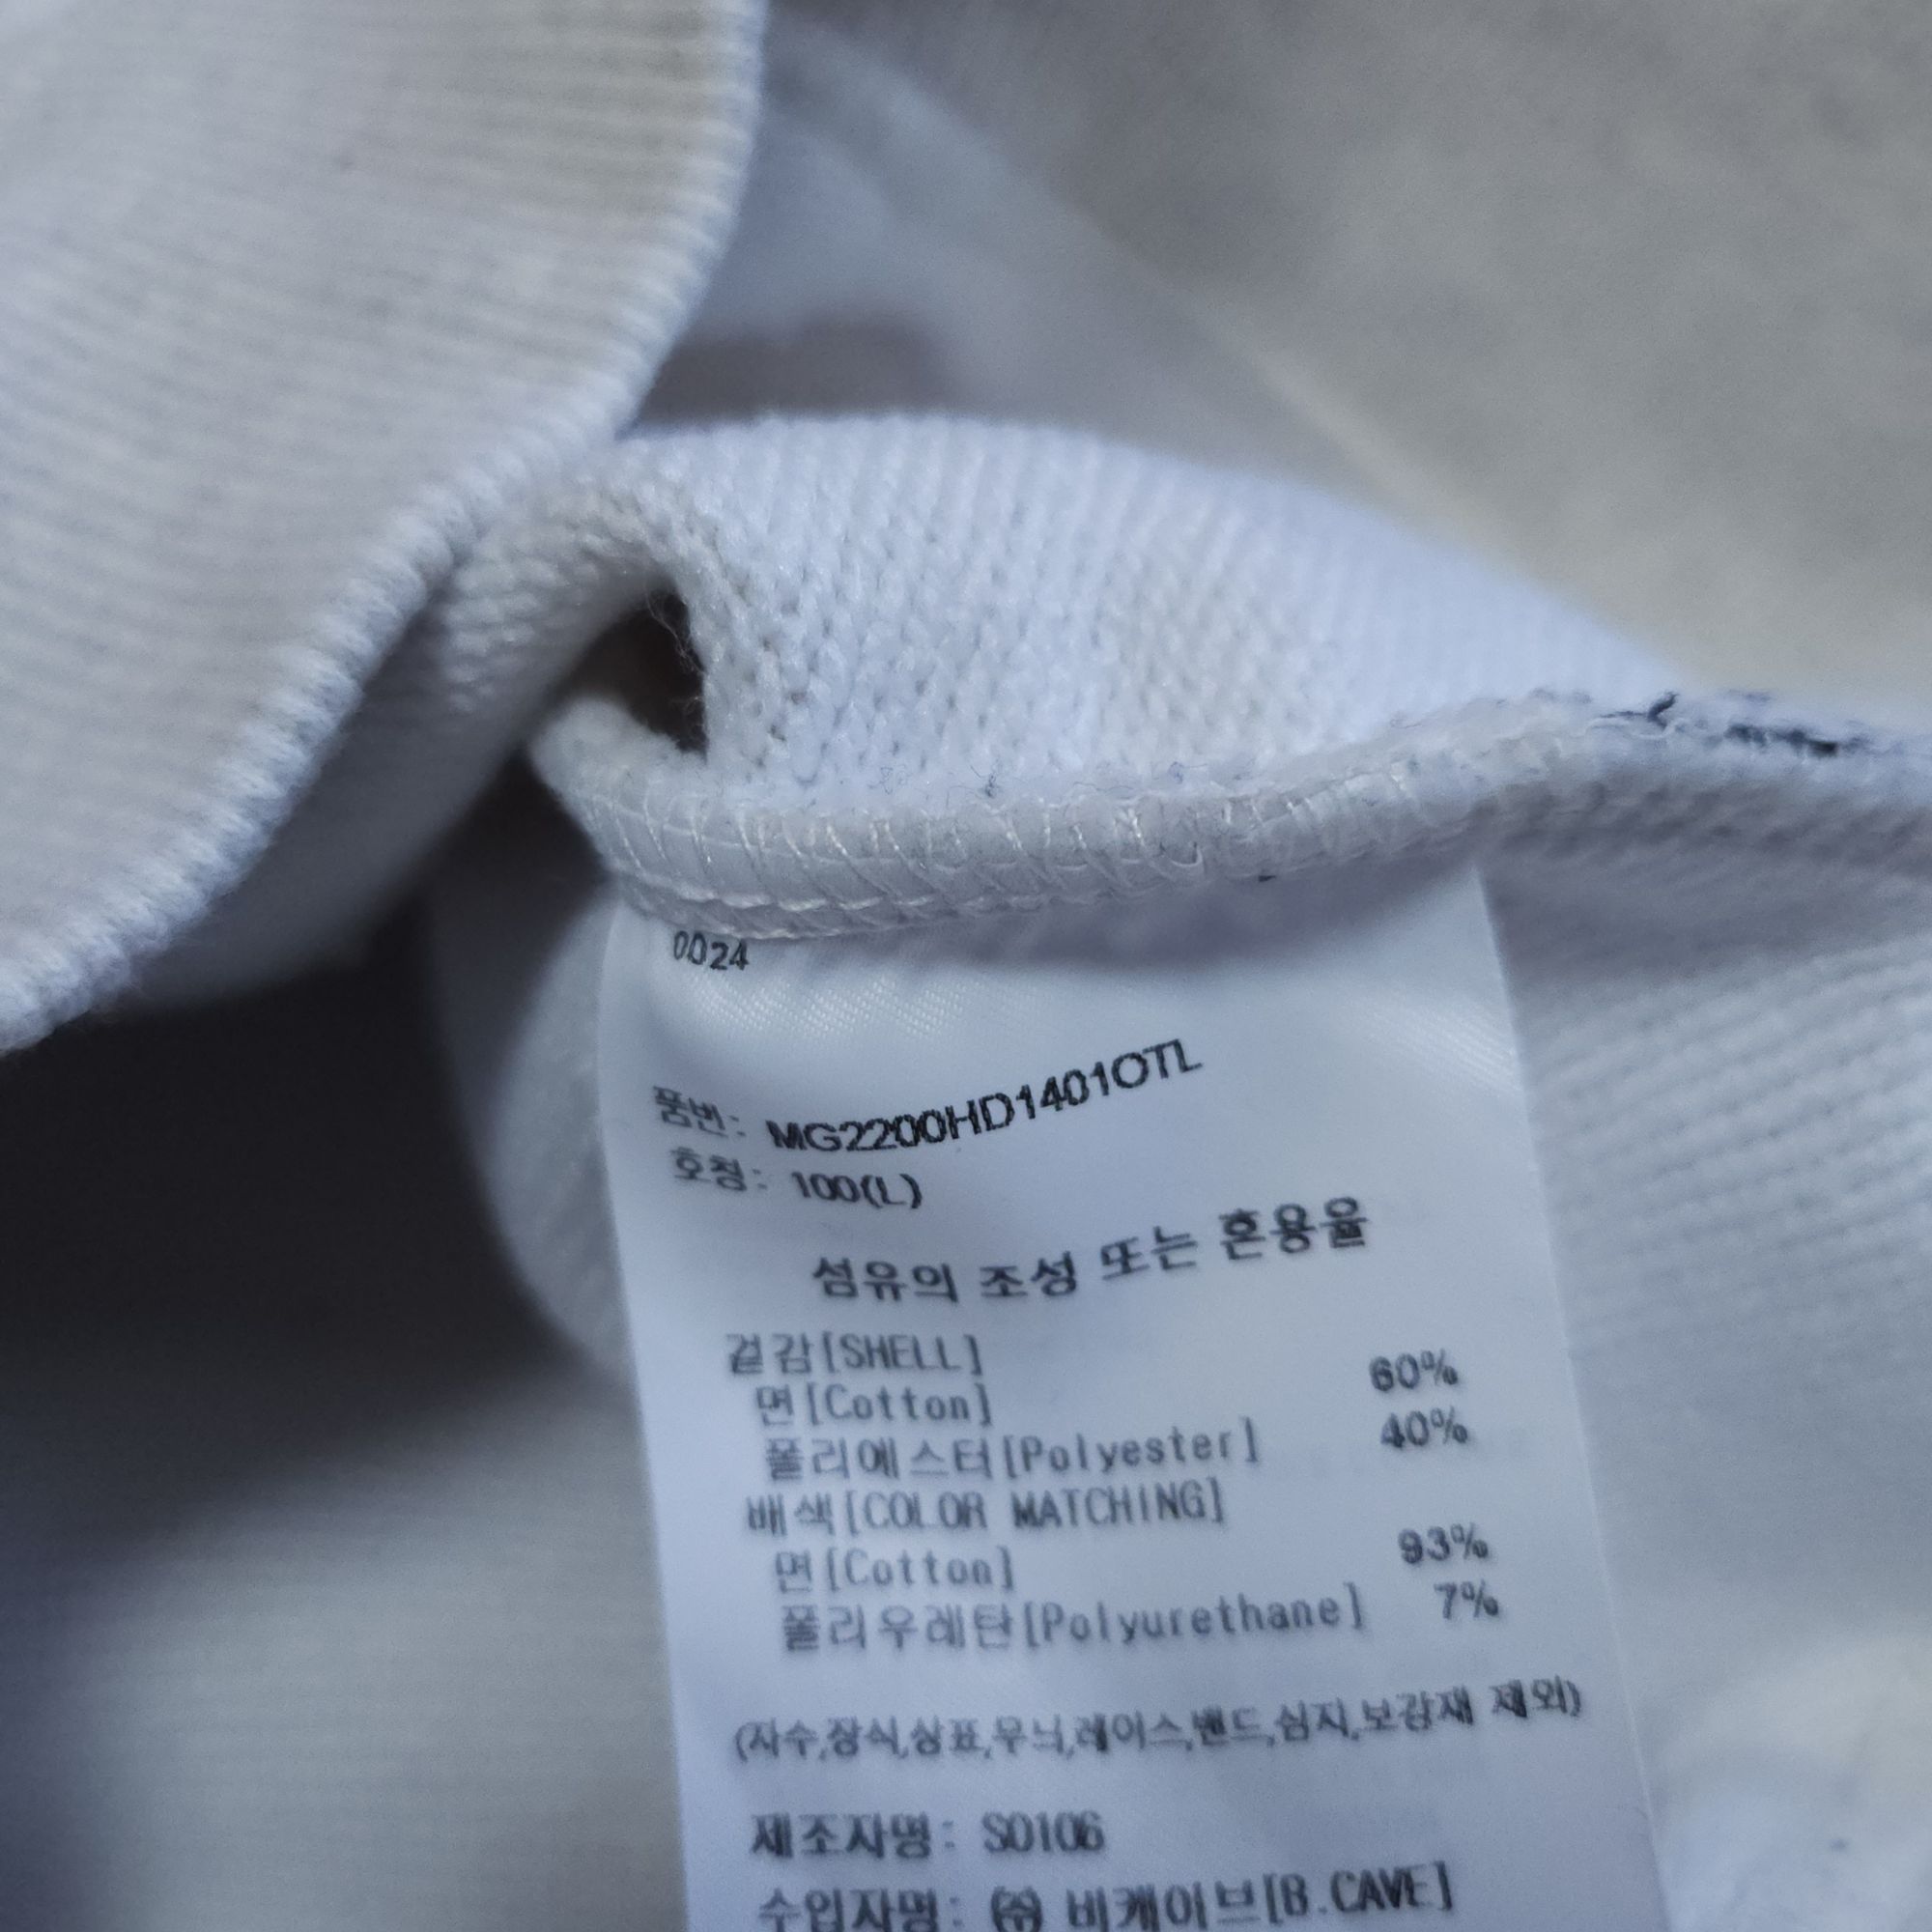 0024
품번: MG2200HD1401OTL
호칭: 100(L)
섬유의 조성 또는 혼용율
겉감[SHELL]
면[Cotton] 60%
폴리에스터[Polyester] 40%
배색[COLOR MATCHING]
면[Cotton] 93%
폴리우레탄[Polyurethane] 7%
(자수,장식,상표,무늬,레이스,밴드,심지,보강재 제외)
제조자명: S0106
수입자명: ㈜ 비케이브[B.CAVE]